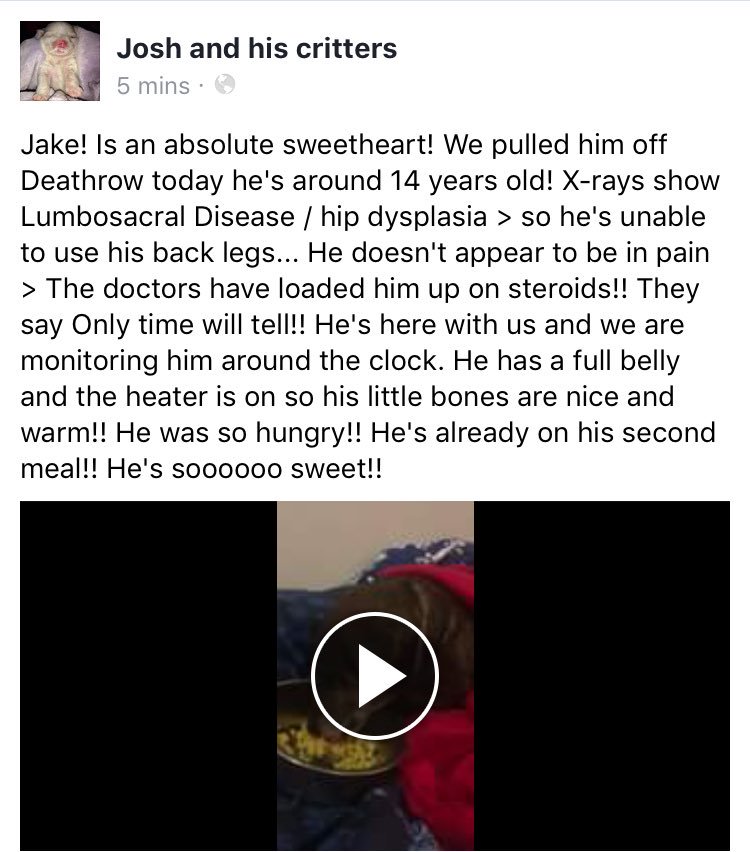 Josh and his critters
5 mins ·
Jake! Is an absolute sweetheart! We pulled him off
Deathrow today he's around 14 years old! X-rays show
Lumbosacral Disease / hip dysplasia > so he's unable
to use his back legs... He doesn't appear to be in pain
> The doctors have loaded him up on steroids!! They
say Only time will tell!! He's here with us and we are
monitoring him around the clock. He has a full belly
and the heater is on so his little bones are nice and
warm!! He was so hungry!! He's already on his second
meal!! He's soooooo sweet!!